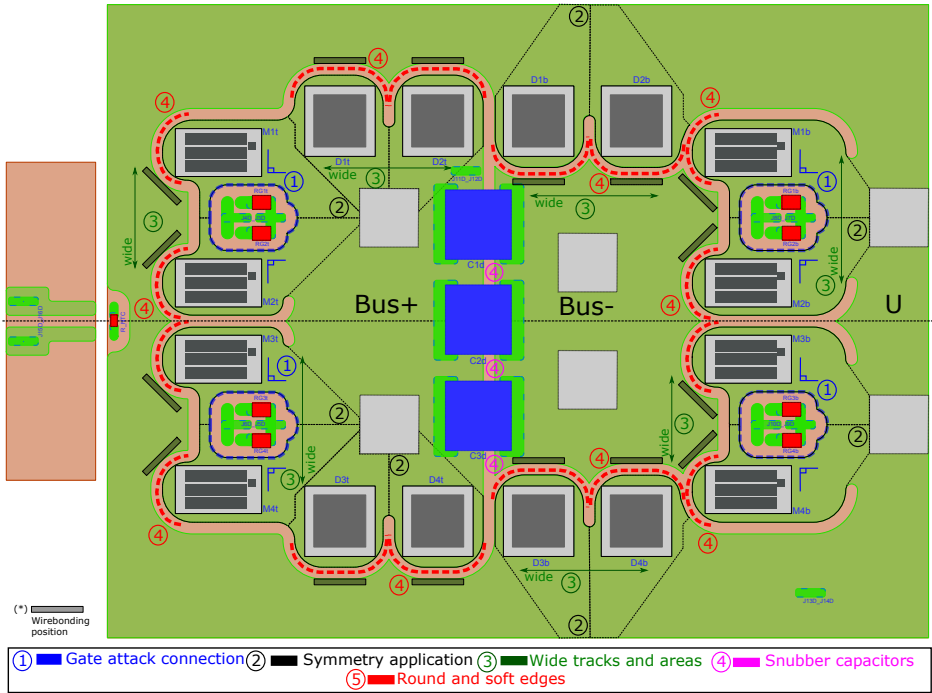 2
D1b
D2b
4
4
4
M1t
M1b
D1t
wide
3
D2t
J11D_J12D
4
wide
3
1
RG1t
RG2t
2
3
wide
C1d
4
1
RG1b
RG2b
2
wide
3
M2t
M2b
4
4
Bus+
Bus-
U
R_NTC
C2d
4
M3t
M3b
1
1
RG3t
RG4t
2
3
wide
RG3b
RG4b
2
3
wide
C3d
4
2
4
M4t
M4b
D3t
D4t
4
4
4
D3b
D4b
wide
3
J13D_J14D
2
(*)
Wirebonding
position
1 Gate attack connection 2 Symmetry application 3 Wide tracks and areas 4 Snubber capacitors
5 Round and soft edges